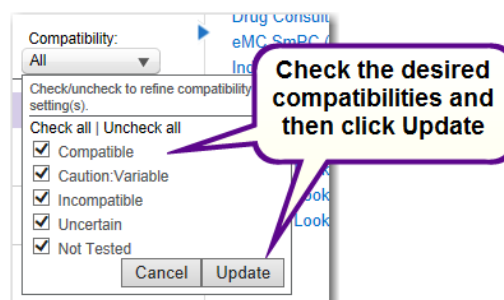 Drug Consult
Compatibility:
eMC SmPC (
All
Check the desired
compatibilities and
then click Update
Check/uncheck to refine compatibility
setting(s).
Check all | Uncheck all
Compatible
Caution:Variable
Incompatible
Look
Uncertain
Not Tested
Cancel Update